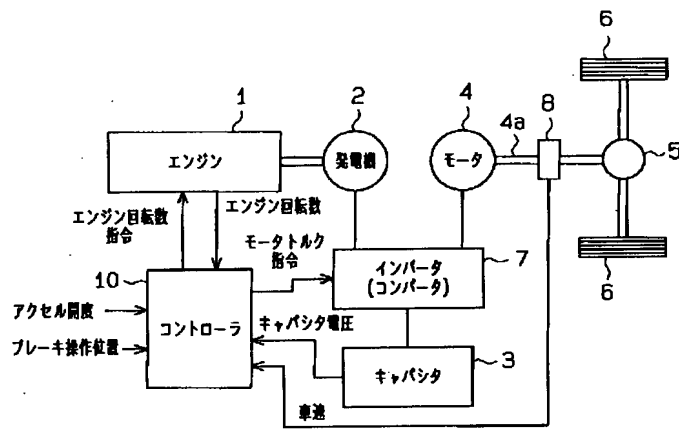 6
1
2
4
8
4a
エンジン
発電機
モータ
5
エンジン回転数
指令
エンジン回転数
モータトルク
指令
6
10
インバータ
(コンバータ)
7
アクセル開度
コントローラ
キャパシタ電圧
ブレーキ操作位置
キャパシタ
3
車速